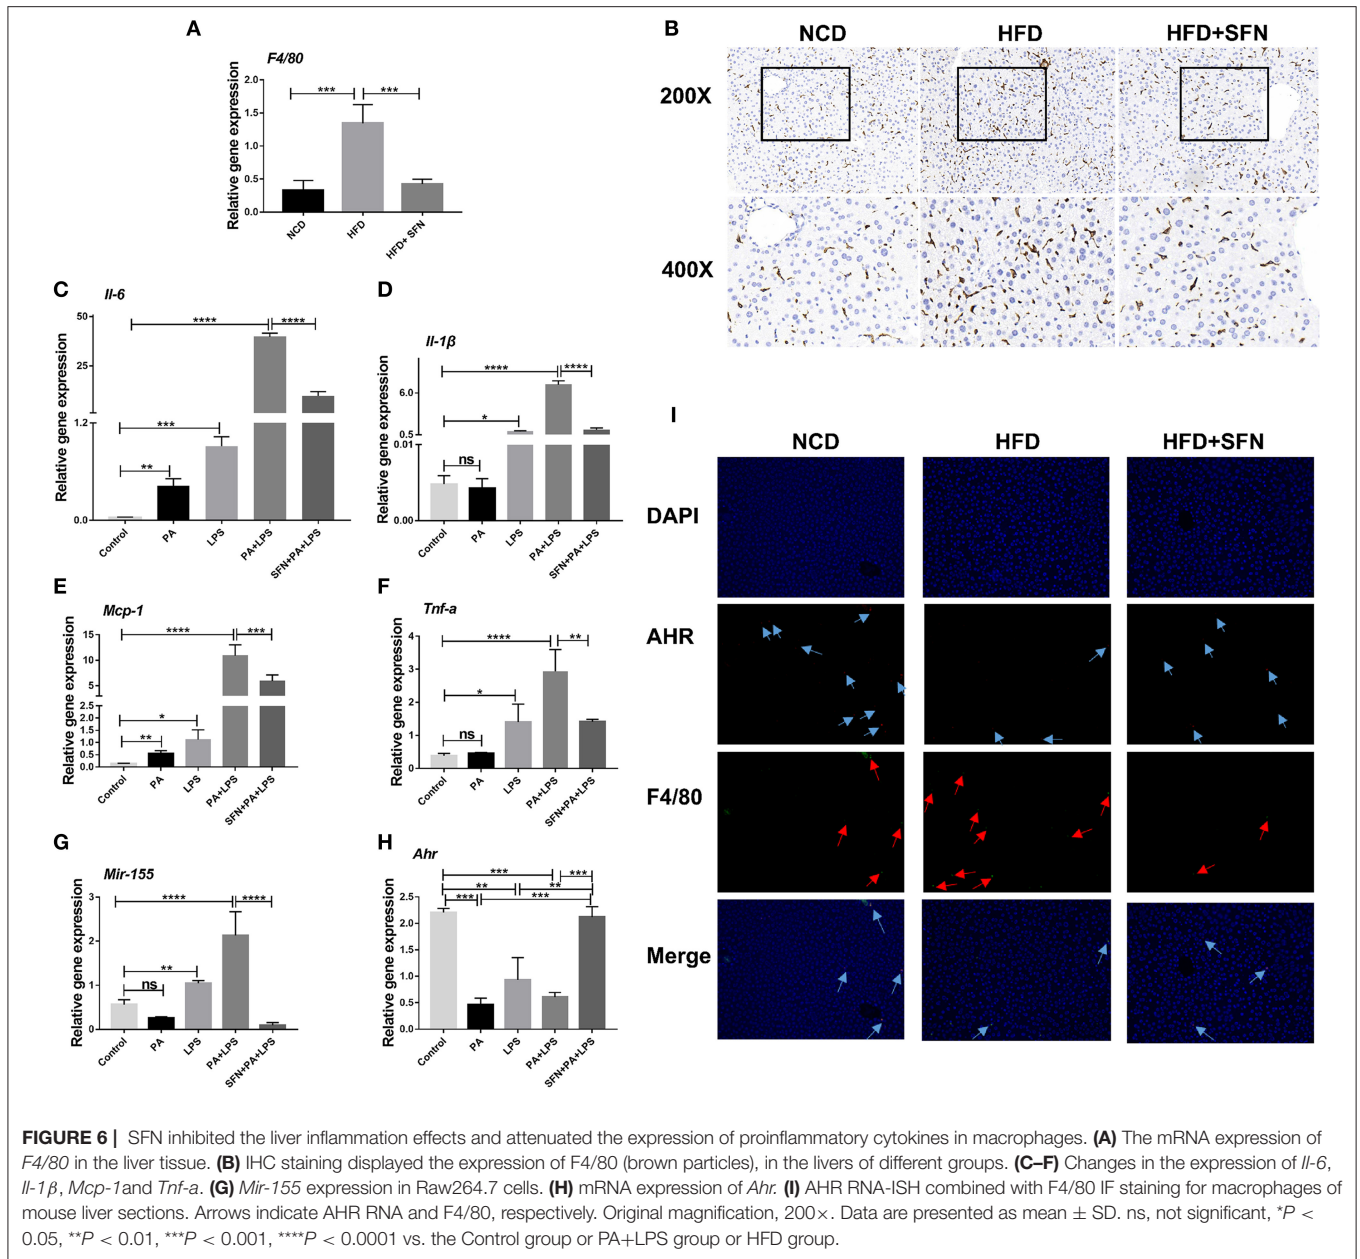 A
F4/80
Relative gene expression
2.0
1.5
1.0
0.5
0.0
***
***
NCD
HFD
HFD+ SFN
B
NCD
HFD
HFD+SFN
200X
400X
C
Il-6
Relative gene expression
50
25
1.2
0.0
****
****
***
**
Control
PA
LPS
PA+LPS
SFN+PA+LPS
D
Il-1β
Relative gene expression
6.0
0.5
0.01
0.00
****
****
*
ns
Control
PA
LPS
PA+LPS
SFN+PA+LPS
E
Mcp-1
Relative gene expression
15
10
5
2.5
2.0
1.5
1.0
0.5
0.0
****
***
*
**
Control
PA
LPS
PA+LPS
SFN+PA+LPS
F
Tnf-a
Relative gene expression
4
3
2
1
0
****
**
*
ns
Control
PA
LPS
PA+LPS
SFN+PA+LPS
G
Mir-155
Relative gene expression
3
2
1
0
****
****
**
ns
Control
PA
LPS
PA+LPS
SFN+PA+LPS
H
Ahr
Relative gene expression
2.5
2.0
1.5
1.0
0.5
0.0
***
***
**
**
***
***
Control
PA
LPS
PA+LPS
SFN+PA+LPS
I
NCD
HFD
HFD+SFN
DAPI
AHR
F4/80
Merge
FIGURE 6 | SFN inhibited the liver inflammation effects and attenuated the expression of proinflammatory cytokines in macrophages. (A) The mRNA expression of
F4/80 in the liver tissue. (B) IHC staining displayed the expression of F4/80 (brown particles), in the livers of different groups. (C–F) Changes in the expression of Il-6,
Il-1β, Mcp-1and Tnf-a. (G) Mir-155 expression in Raw264.7 cells. (H) mRNA expression of Ahr. (I) AHR RNA-ISH combined with F4/80 IF staining for macrophages of
mouse liver sections. Arrows indicate AHR RNA and F4/80, respectively. Original magnification, 200×. Data are presented as mean ± SD. ns, not significant, *P <
0.05, **P < 0.01, ***P < 0.001, ****P < 0.0001 vs. the Control group or PA+LPS group or HFD group.